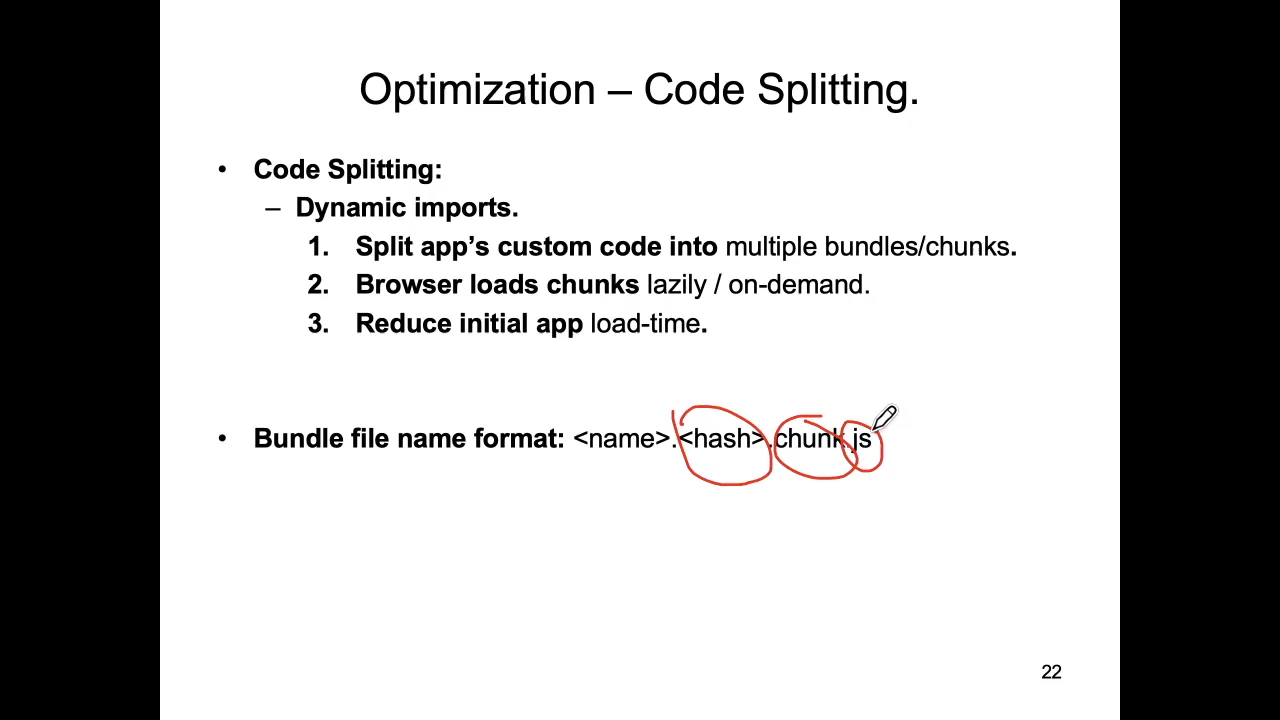 Optimization – Code Splitting.
• Code Splitting:
– Dynamic imports.
1. Split app’s custom code into multiple bundles/chunks.
2. Browser loads chunks lazily / on-demand.
3. Reduce initial app load-time.
• Bundle file name format: <name>.<hash>.chunk.js
22